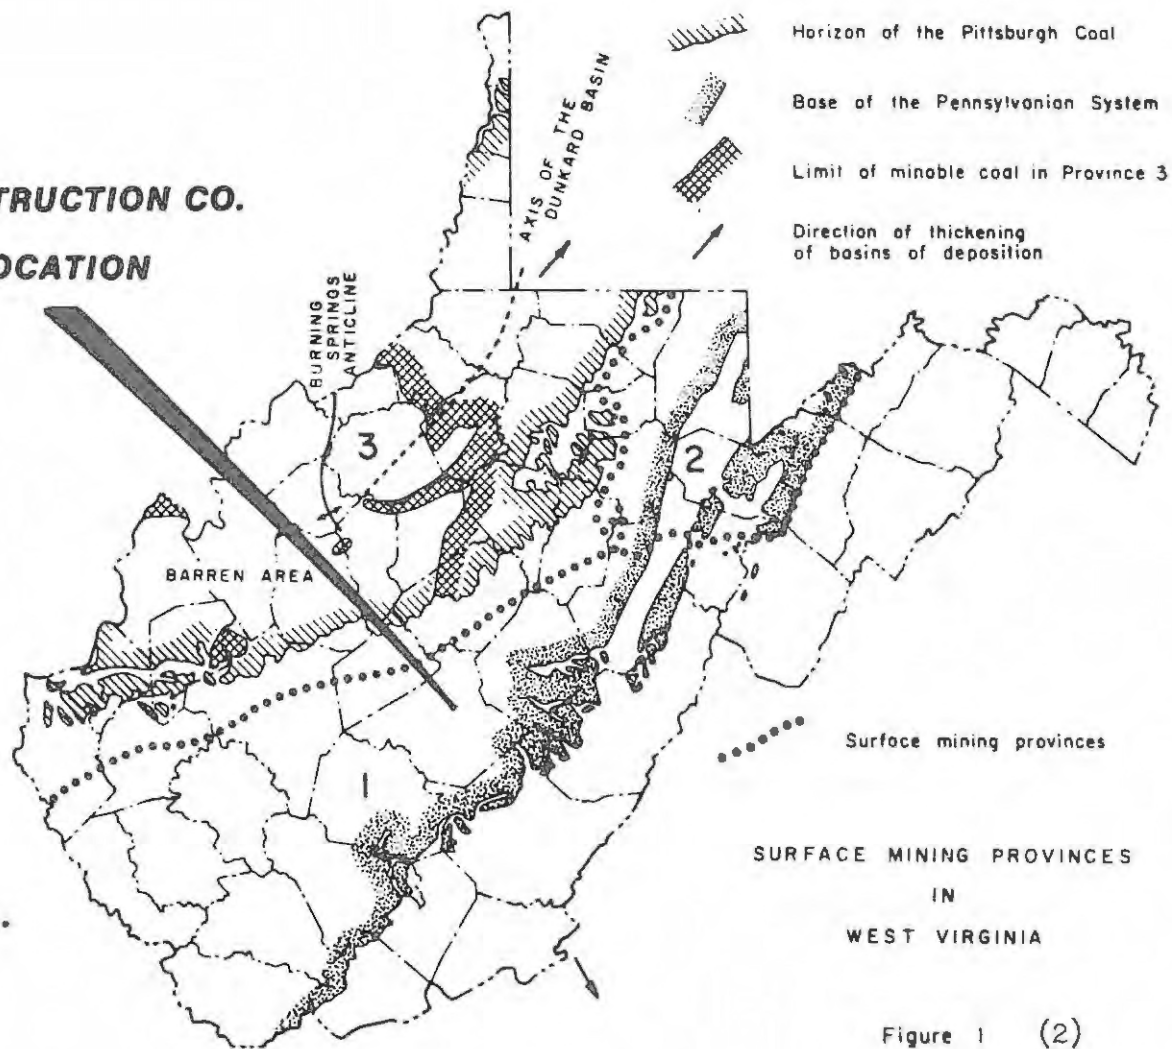 Horizon of the Pittsburgh Coal
Base of the Pennsylvanian System
Limit of minable coal in Province 3
Direction of thickening
of basins of deposition
AXIS OF THE
DUNKARD BASIN
TRUCTION CO.
OCATION
BURNING
SPRINGS
ANTICLINE
3
2
BARREN AREA
1
Surface mining provinces
SURFACE MINING PROVINCES
IN
WEST VIRGINIA
Figure 1 (2)